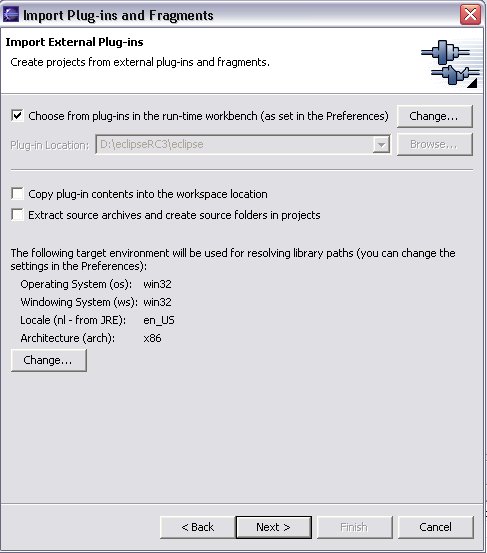 Import Plug-ins and Fragments
Import External Plug-ins
Create projects from external plug-ins and fragments.
Choose from plug-ins in the run-time workbench (as set in the Preferences)
Change...
Plug-in Location:
D:\eclipseRC3\eclipse
Browse...
Copy plug-in contents into the workspace location
Extract source archives and create source folders in projects
The following target environment will be used for resolving library paths (you can change the
settings in the Preferences):
Operating System (os): win32
Windowing System (ws): win32
Locale (nl - from JRE): en_US
Architecture (arch): x86
Change...
< Back
Next >
Finish
Cancel